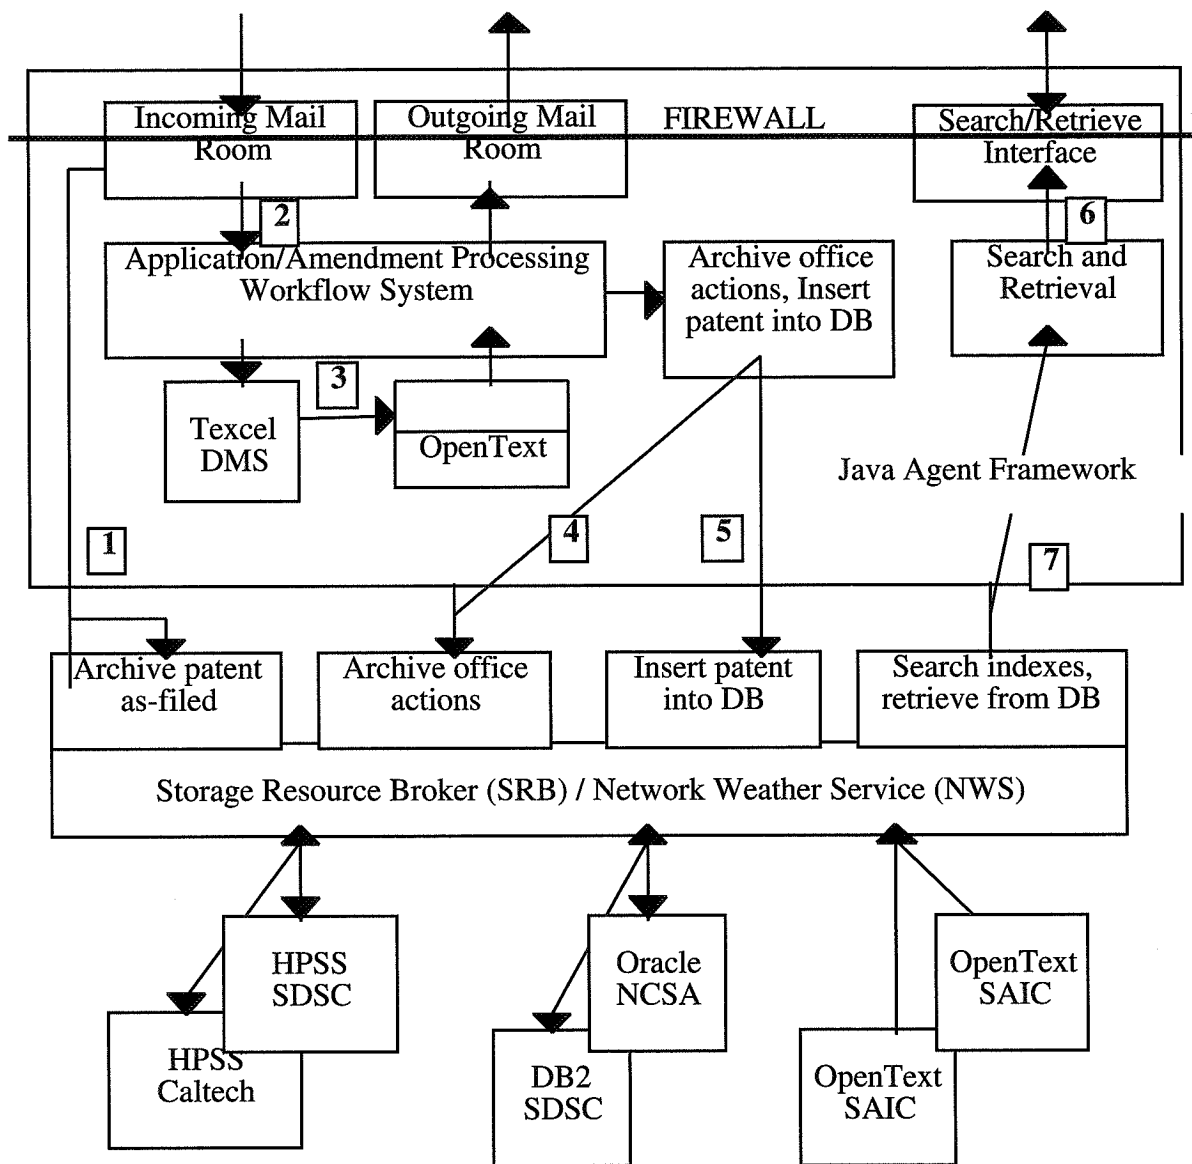 Incoming Mail
Room
Outgoing Mail
Room
FIREWALL
Search/Retrieve
Interface
2
6
Application/Amendment Processing
Workflow System
Archive office
actions, Insert
patent into DB
Search and
Retrieval
3
Texcel
DMS
OpenText
Java Agent Framework
1
4
5
7
Archive patent
as-filed
Archive office
actions
Insert patent
into DB
Search indexes,
retrieve from DB
Storage Resource Broker (SRB) / Network Weather Service (NWS)
HPSS
SDSC
Oracle
NCSA
OpenText
SAIC
HPSS
Caltech
DB2
SDSC
OpenText
SAIC